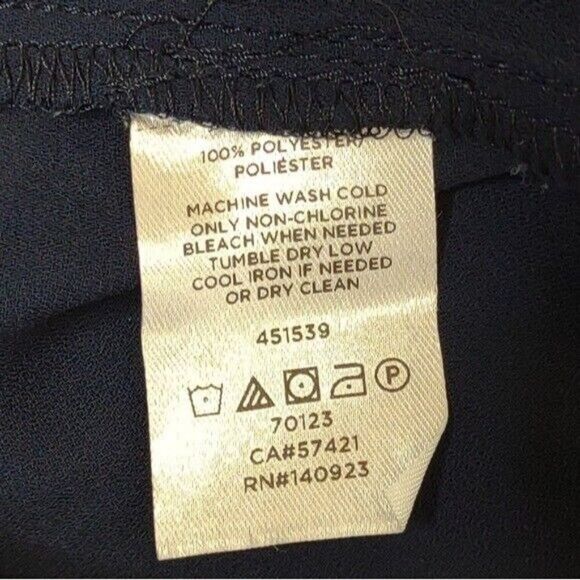 100% POLYESTER/
POLIÉSTER
MACHINE WASH COLD
ONLY NON-CHLORINE
BLEACH WHEN NEEDED
TUMBLE DRY LOW
COOL IRON IF NEEDED
OR DRY CLEAN
451539
P
70123
CA#57421
RN#140923